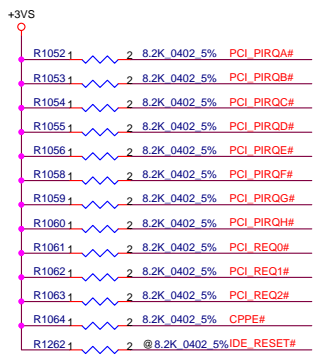 +3VS
R1052 1 2 8.2K_0402_5% PCI_PIRQA#
R1053 1 2 8.2K_0402_5% PCI_PIRQB#
R1054 1 2 8.2K_0402_5% PCI_PIRQC#
R1055 1 2 8.2K_0402_5% PCI_PIRQD#
R1056 1 2 8.2K_0402_5% PCI_PIRQE#
R1058 1 2 8.2K_0402_5% PCI_PIRQF#
R1059 1 2 8.2K_0402_5% PCI_PIRQG#
R1060 1 2 8.2K_0402_5% PCI_PIRQH#
R1061 1 2 8.2K_0402_5% PCI_REQ0#
R1062 1 2 8.2K_0402_5% PCI_REQ1#
R1063 1 2 8.2K_0402_5% PCI_REQ2#
R1064 1 2 8.2K_0402_5% CPPE#
R1262 1 2 @8.2K_0402_5% IDE_RESET#